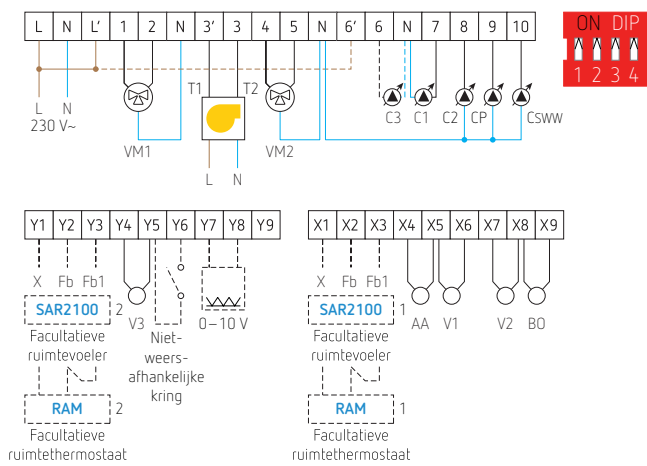 L N L' 1 2 N 3' 3 4 5 N 6' 6 N 7 8 9 10
ON DIP
1 2 3 4
T1 T2
L N
230 V~
C3 C1 C2 CP Csww
VM1 VM2
L N
Y1 Y2 Y3 Y4 Y5 Y6 Y7 Y8 Y9
X1 X2 X3 X4 X5 X6 X7 X8 X9
X Fb Fb1
SAR2100 2
V3
0–10 V
Facultatieve
ruimtevoeler
Niet-
weers-
afhankelijke
kring
RAM 2
Facultatieve
ruimtethermostaat
X Fb Fb1
SAR2100 1
AA V1 V2 BO
Facultatieve
ruimtevoeler
RAM 1
Facultatieve
ruimtethermostaat